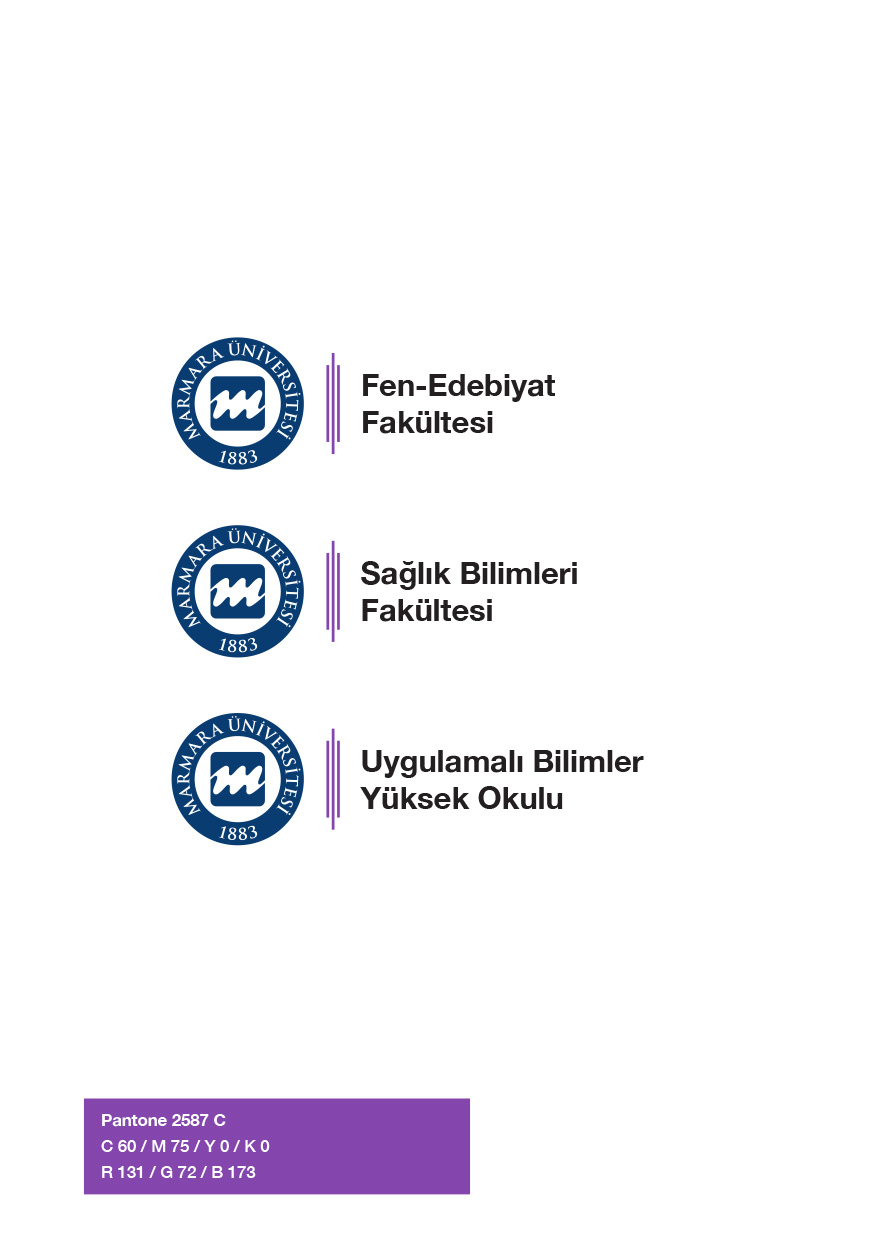 MARMARA ÜNİVERSİTESİ
1883
Fen-Edebiyat
Fakültesi
MARMARA ÜNİVERSİTESİ
1883
Sağlık Bilimleri
Fakültesi
MARMARA ÜNİVERSİTESİ
1883
Uygulamalı Bilimler
Yüksek Okulu
Pantone 2587 C
C 60 / M 75 / Y 0 / K 0
R 131 / G 72 / B 173